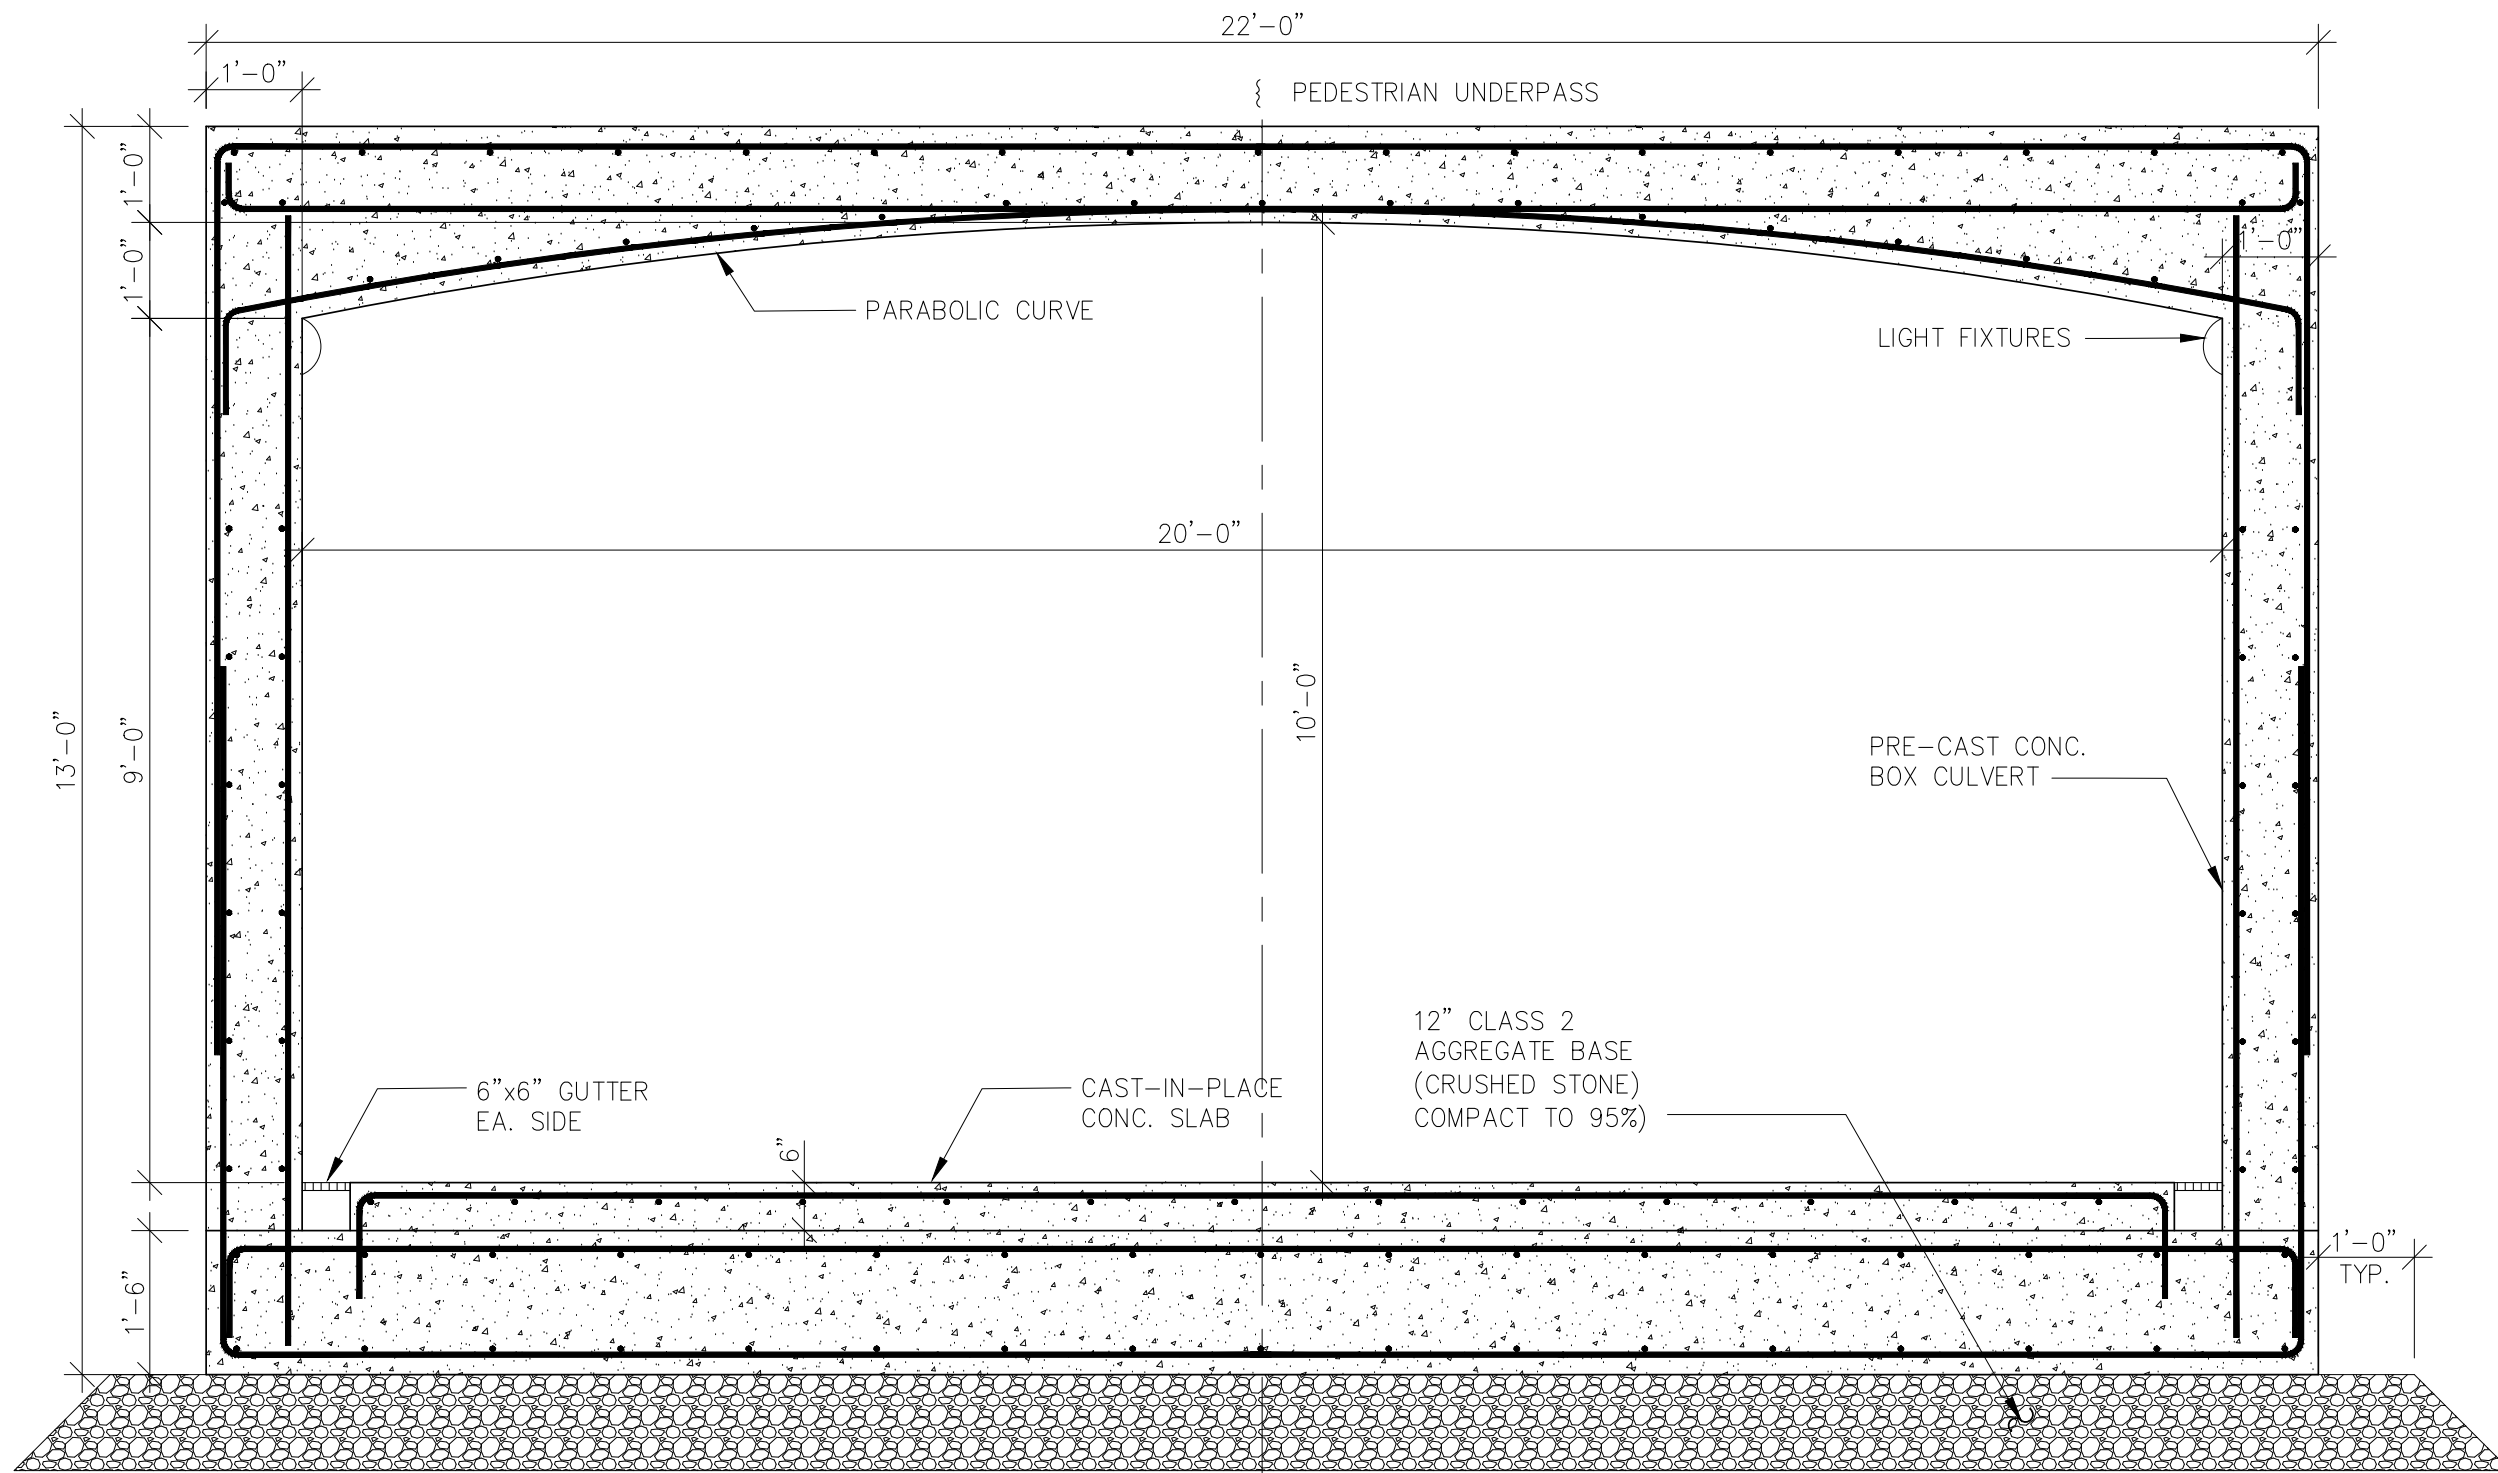 22'-0"
1'-0"
PEDESTRIAN UNDERPASS
1'-0"
1'-0"
1'-0"
PARABOLIC CURVE
LIGHT FIXTURES
20'-0"
10'-0"
13'-0"
9'-0"
PRE-CAST CONC.
BOX CULVERT
12" CLASS 2
AGGREGATE BASE
(CRUSHED STONE)
COMPACT TO 95%)
6"x6" GUTTER
EA. SIDE
CAST-IN-PLACE
CONC. SLAB
6"
1'-6"
1'-0"
TYP.